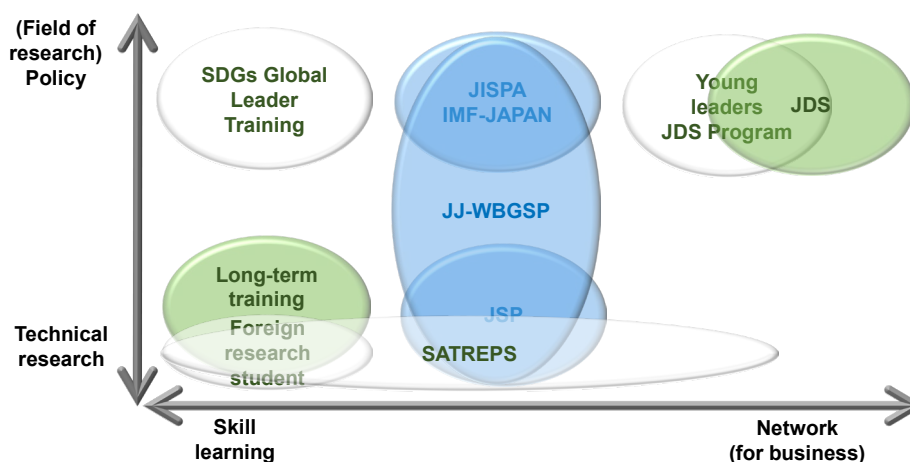 (Field of
research)
Policy
SDGs Global
Leader
Training
JISPA
IMF-JAPAN
Young
leaders
JDS Program
JDS
JJ-WBGSP
Long-term
training
JSP
Technical
research
Foreign
research
student
SATREPS
Skill
learning
Network
(for business)